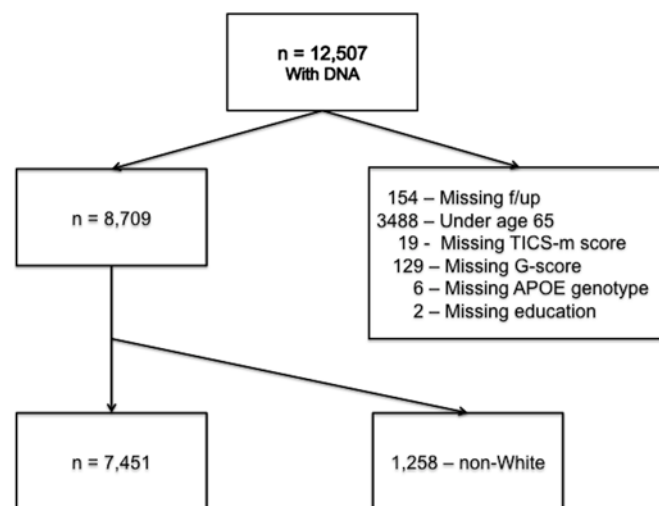 n = 12,507
With DNA
n = 8,709
154 – Missing f/up
3488 – Under age 65
19 - Missing TICS-m score
129 – Missing G-score
6 – Missing APOE genotype
2 – Missing education
n = 7,451
1,258 – non-White